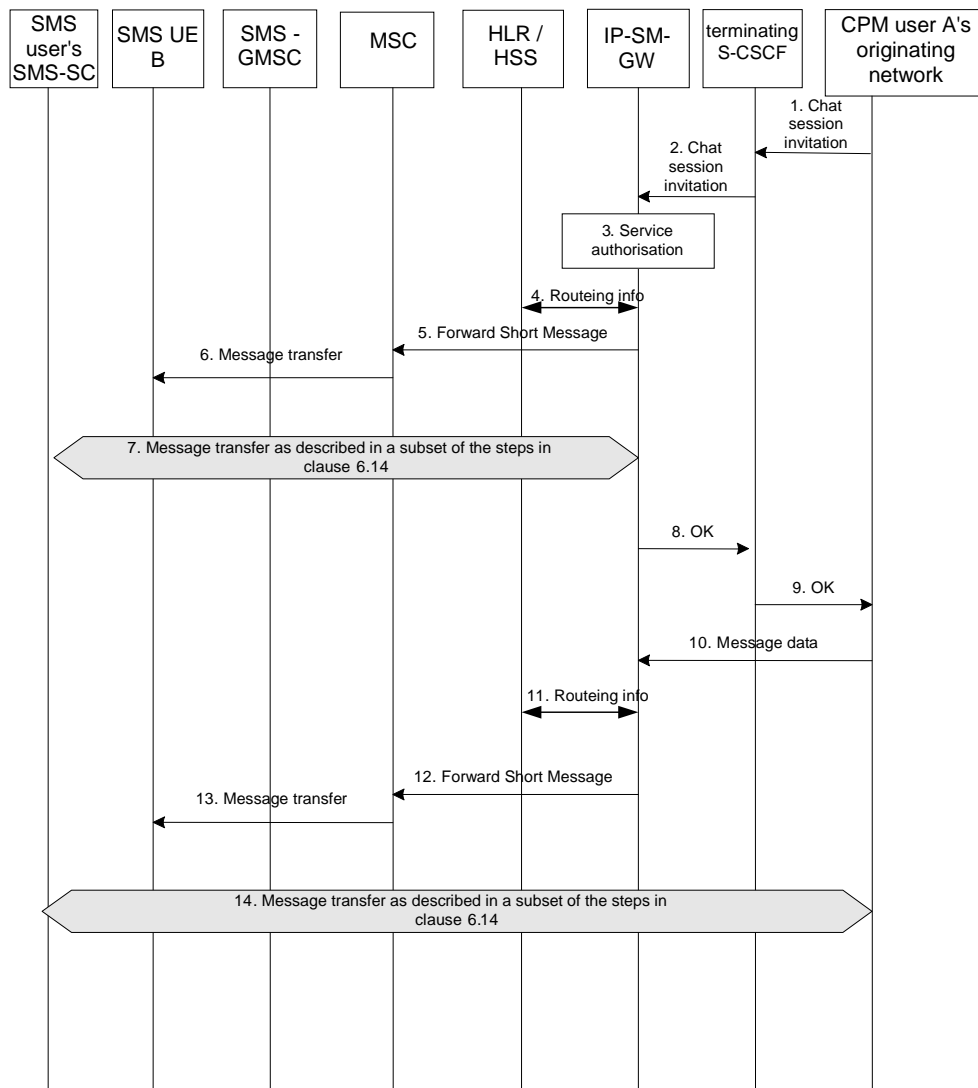 SMS
user's
SMS-SC
SMS UE
B
SMS -
GMSC
MSC
HLR /
HSS
IP-SM-
GW
terminating
S-CSCF
CPM user A's
originating
network
1. Chat
session
invitation
2. Chat
session
invitation
3. Service
authorisation
4. Routeing info
5. Forward Short Message
6. Message transfer
7. Message transfer as described in a subset of the steps in
clause 6.14
8. OK
9. OK
10. Message data
11. Routeing info
12. Forward Short Message
13. Message transfer
14. Message transfer as described in a subset of the steps in
clause 6.14